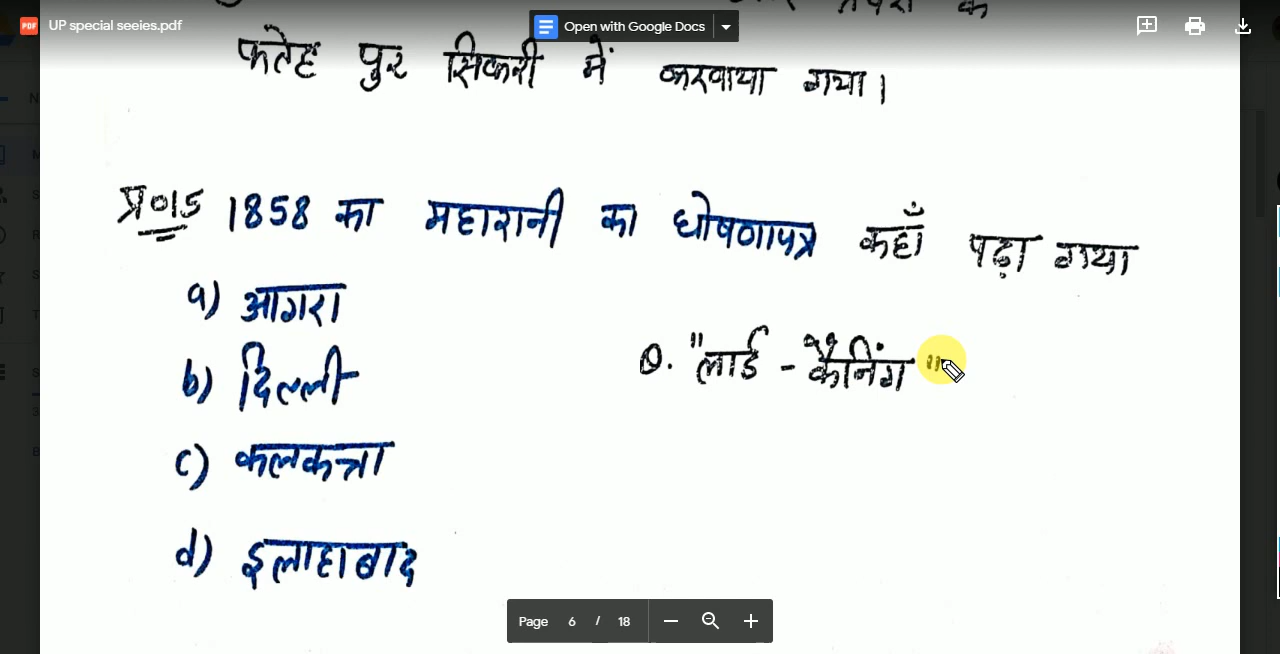 UP special seeies.pdf
Open with Google Docs
फतेह पुर सिकरी में करवाया गया।
प्र०15 1858 का महारानी का घोषणापत्र कहाँ पढ़ा गया
a) आगरा
b) दिल्ली
"लार्ड - कैनिंग "
c) कलकत्ता
d) इलाहाबाद
Page 6 / 18